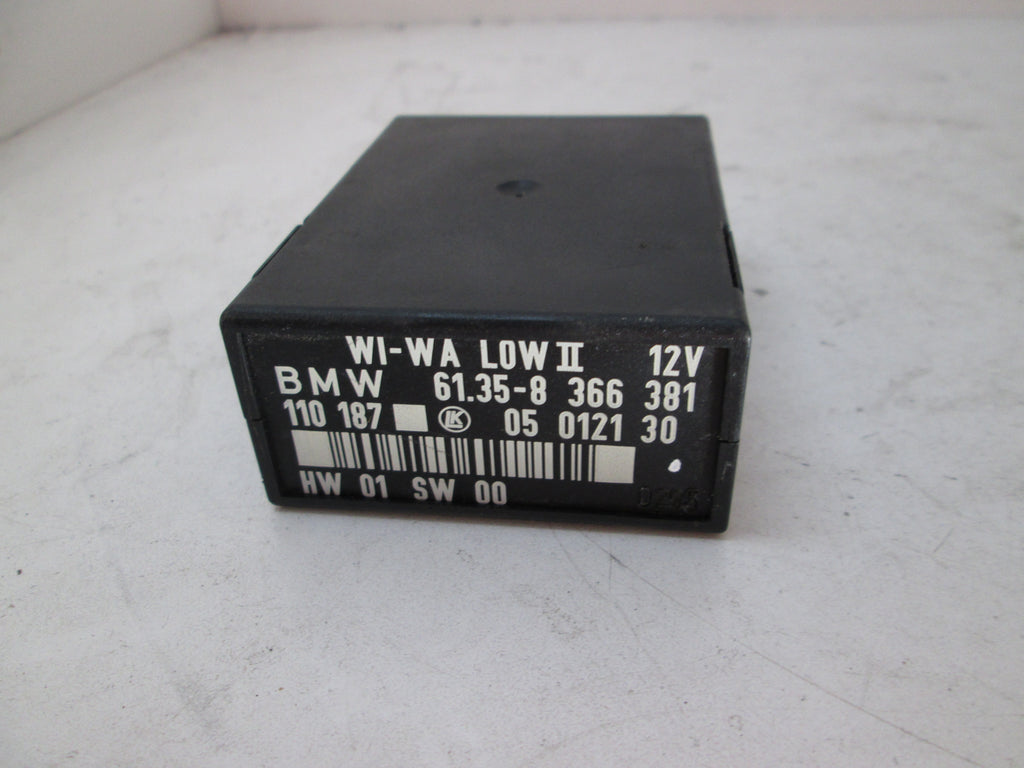 WI-WA LOW II 12V
BMW 61.35-8 366 381
110 187 LK 05 0121 30
HW 01 SW 00